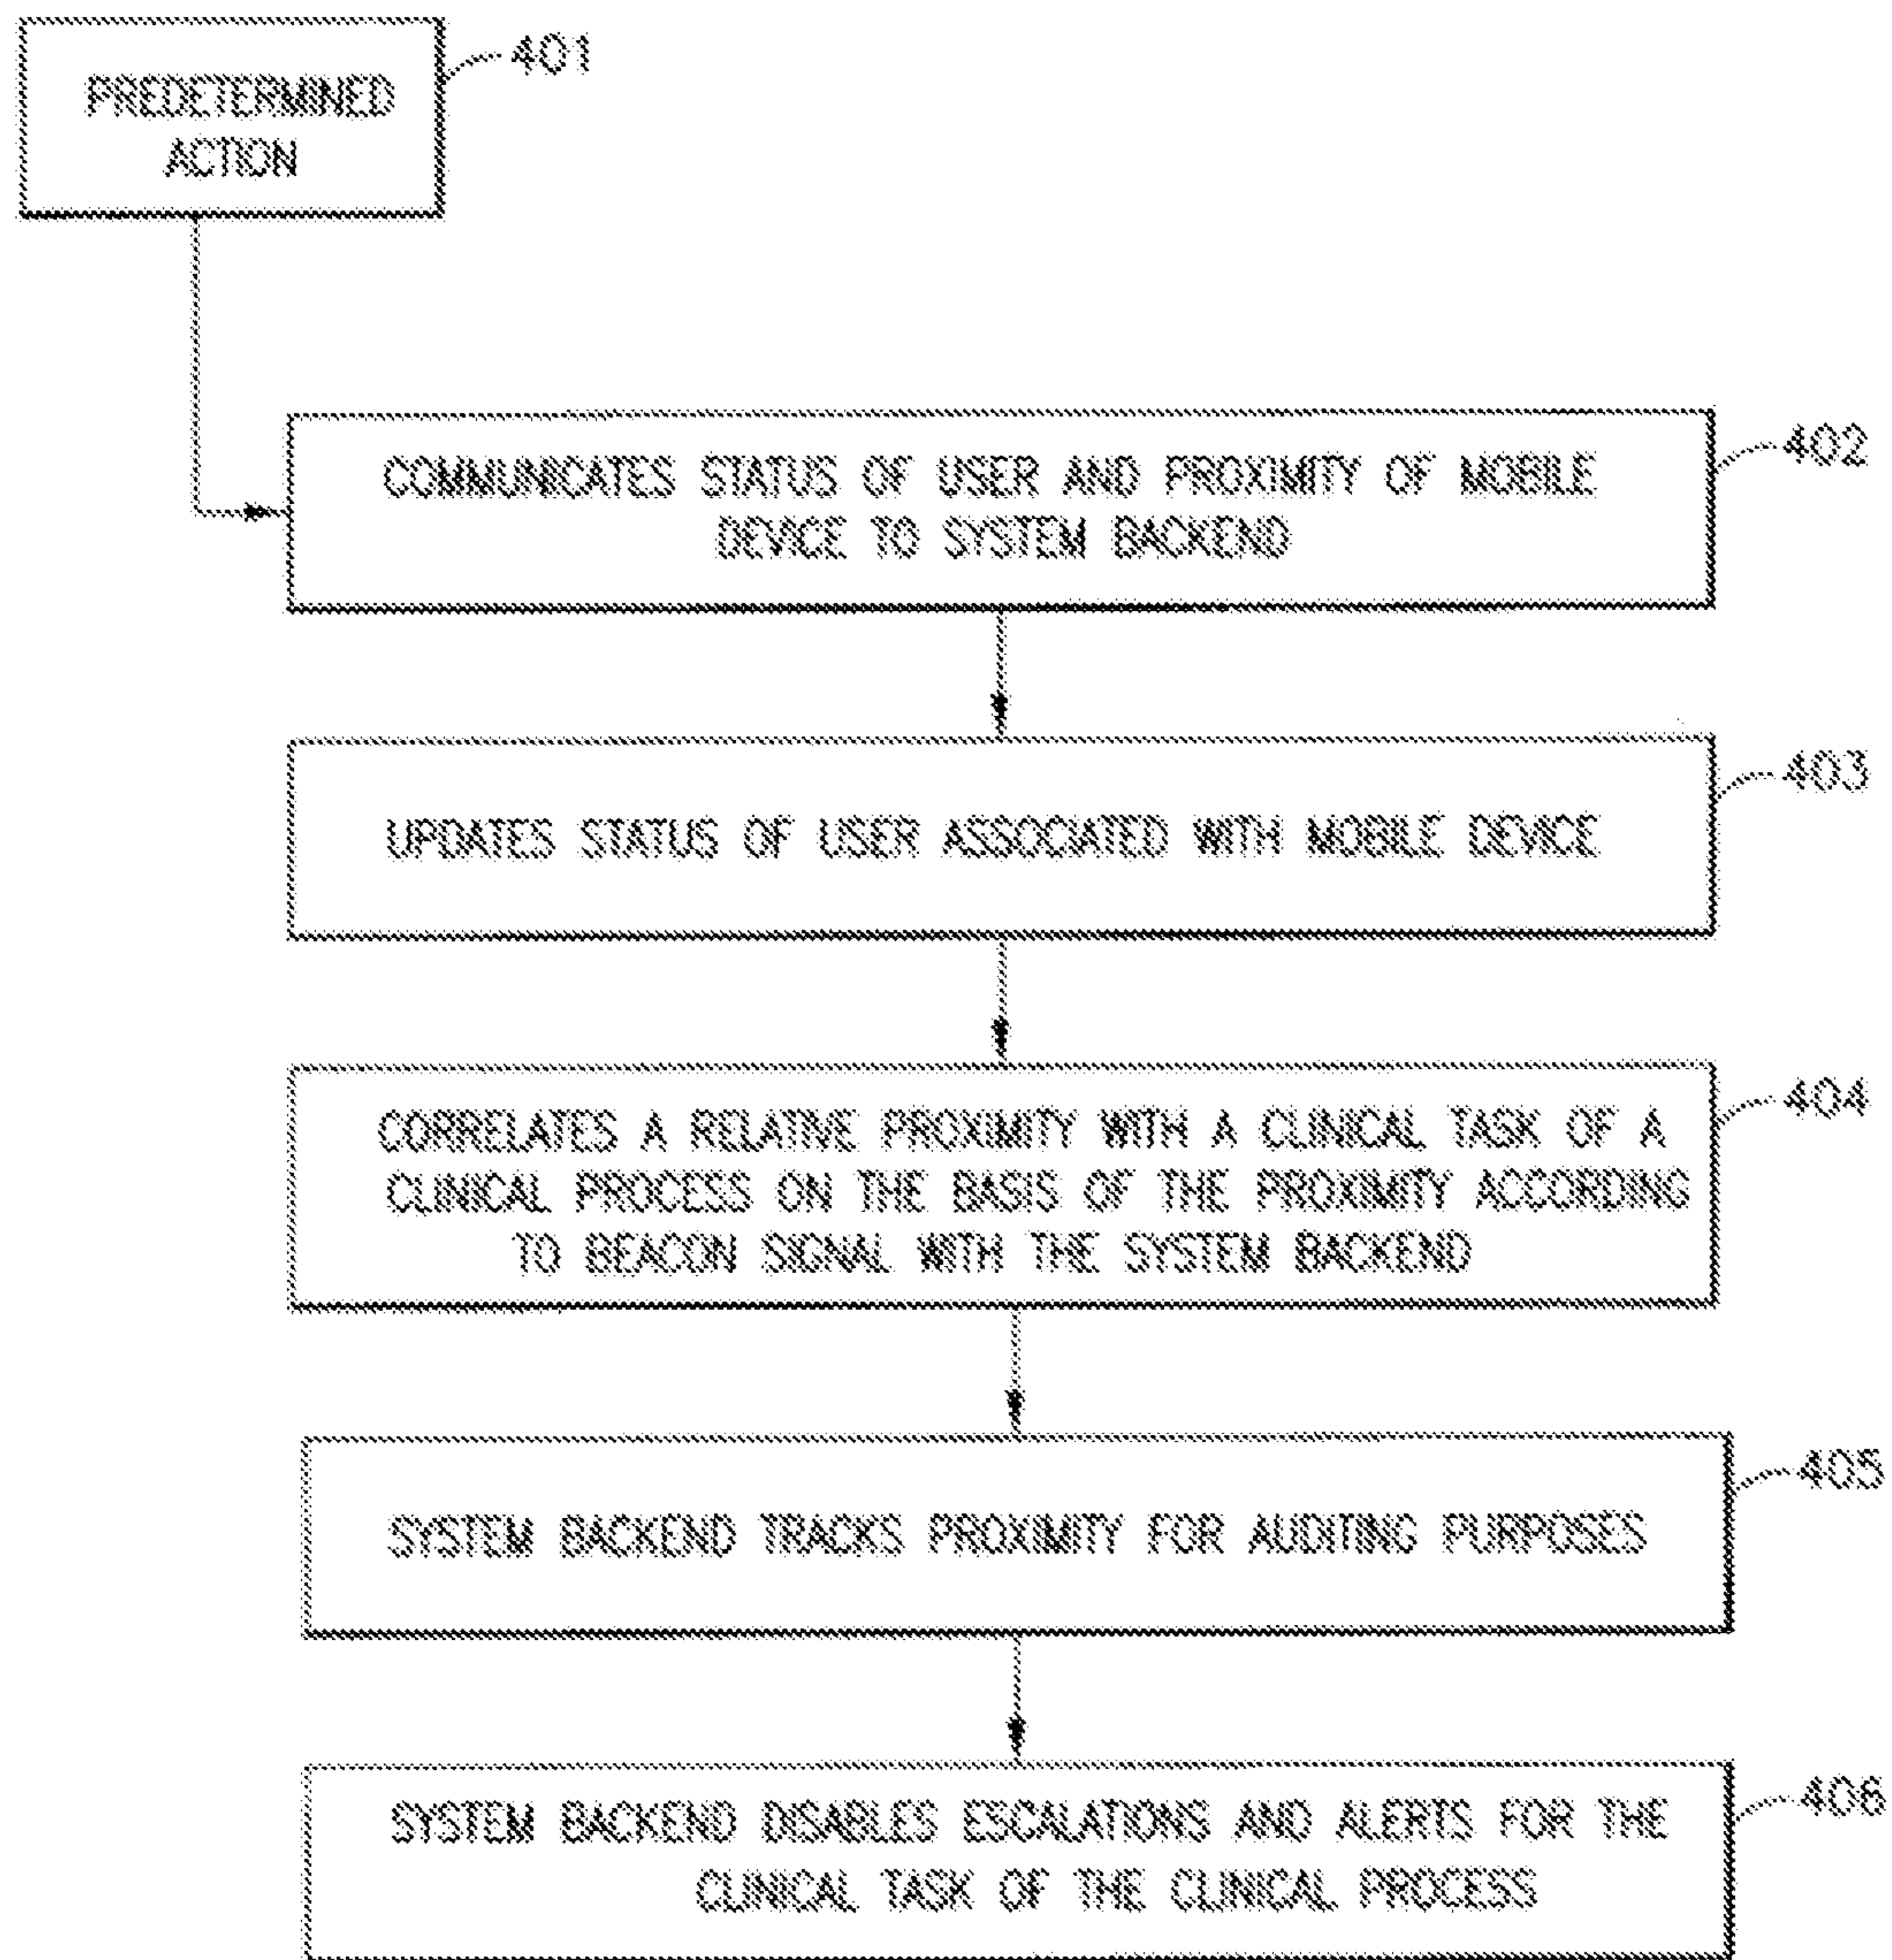 401
PREDETERMINED
ACTION
402
COMMUNICATES STATUS OF USER AND PROXIMITY OF MOBILE
DEVICE TO SYSTEM BACKEND
403
UPDATES STATUS OF USER ASSOCIATED WITH MOBILE DEVICE
404
CORRELATES A RELATIVE PROXIMITY WITH A CLINICAL TASK OF A
CLINICAL PROCESS ON THE BASIS OF THE PROXIMITY ACCORDING
TO BEACON SIGNAL WITH THE SYSTEM BACKEND
405
SYSTEM BACKEND TRACKS PROXIMITY FOR AUDITING PURPOSES
406
SYSTEM BACKEND DISABLES ESCALATIONS AND ALERTS FOR THE
CLINICAL TASK OF THE CLINICAL PROCESS